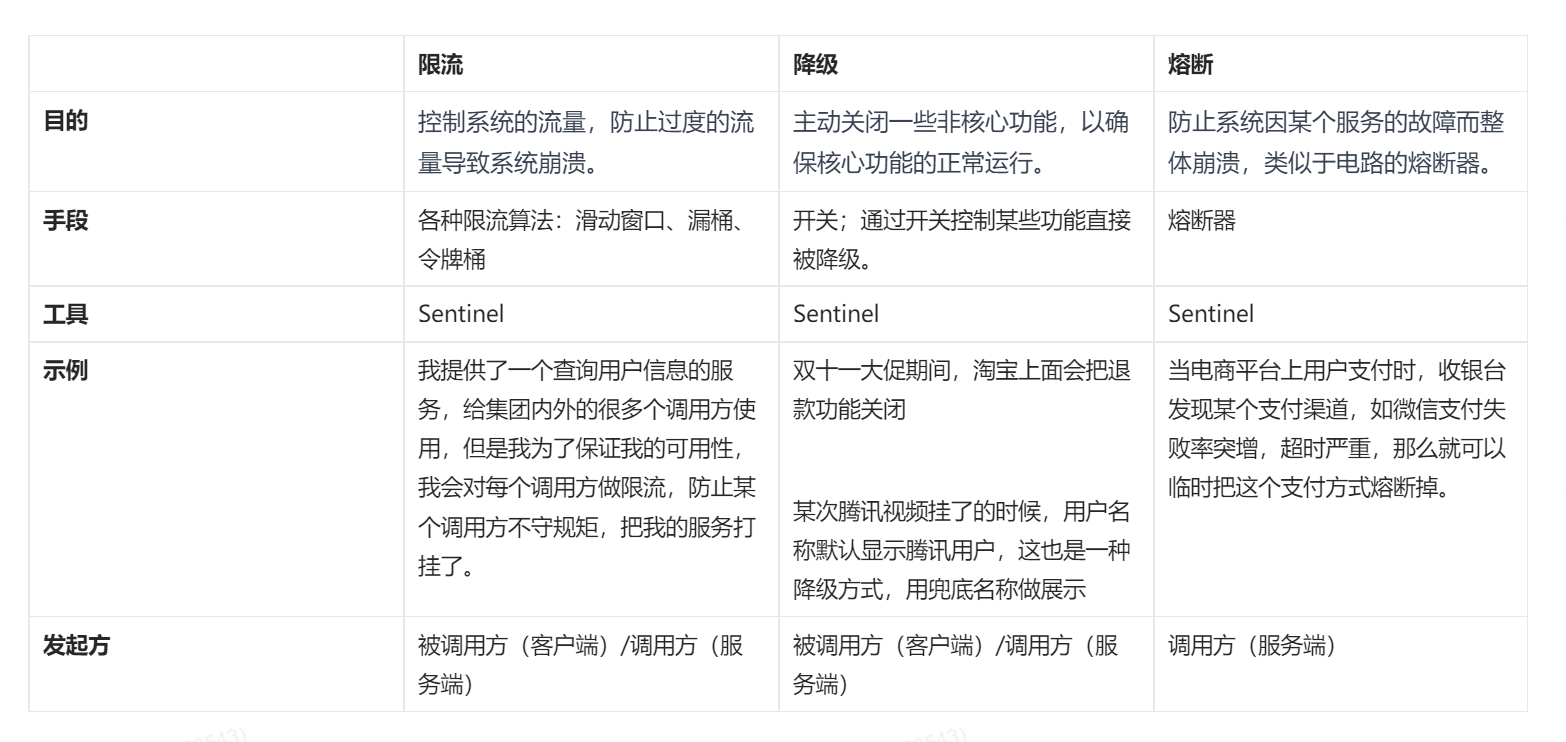 限流
降级
熔断
目的
控制系统的流量，防止过度的流
量导致系统崩溃。
主动关闭一些非核心功能，以确
保核心功能的正常运行。
防止系统因某个服务的故障而整
体崩溃，类似于电路的熔断器。
手段
各种限流算法：滑动窗口、漏桶、
令牌桶
开关；通过开关控制某些功能直接
被降级。
熔断器
工具
Sentinel
Sentinel
Sentinel
示例
我提供了一个查询用户信息的服
务，给集团内外的很多个调用方使
用，但是我为了保证我的可用性，
我会对每个调用方做限流，防止某
个调用方不守规矩，把我的服务打
挂了。
双十一大促期间，淘宝上面会把退
款功能关闭
某次腾讯视频挂了的时候，用户名
称默认显示腾讯用户，这也是一种
降级方式，用兜底名称做展示
当电商平台上用户支付时，收银台
发现某个支付渠道，如微信支付失
败率突增，超时严重，那么就可以
临时把这个支付方式熔断掉。
发起方
被调用方（客户端）/调用方（服
务端）
被调用方（客户端）/调用方（服
务端）
调用方（服务端）